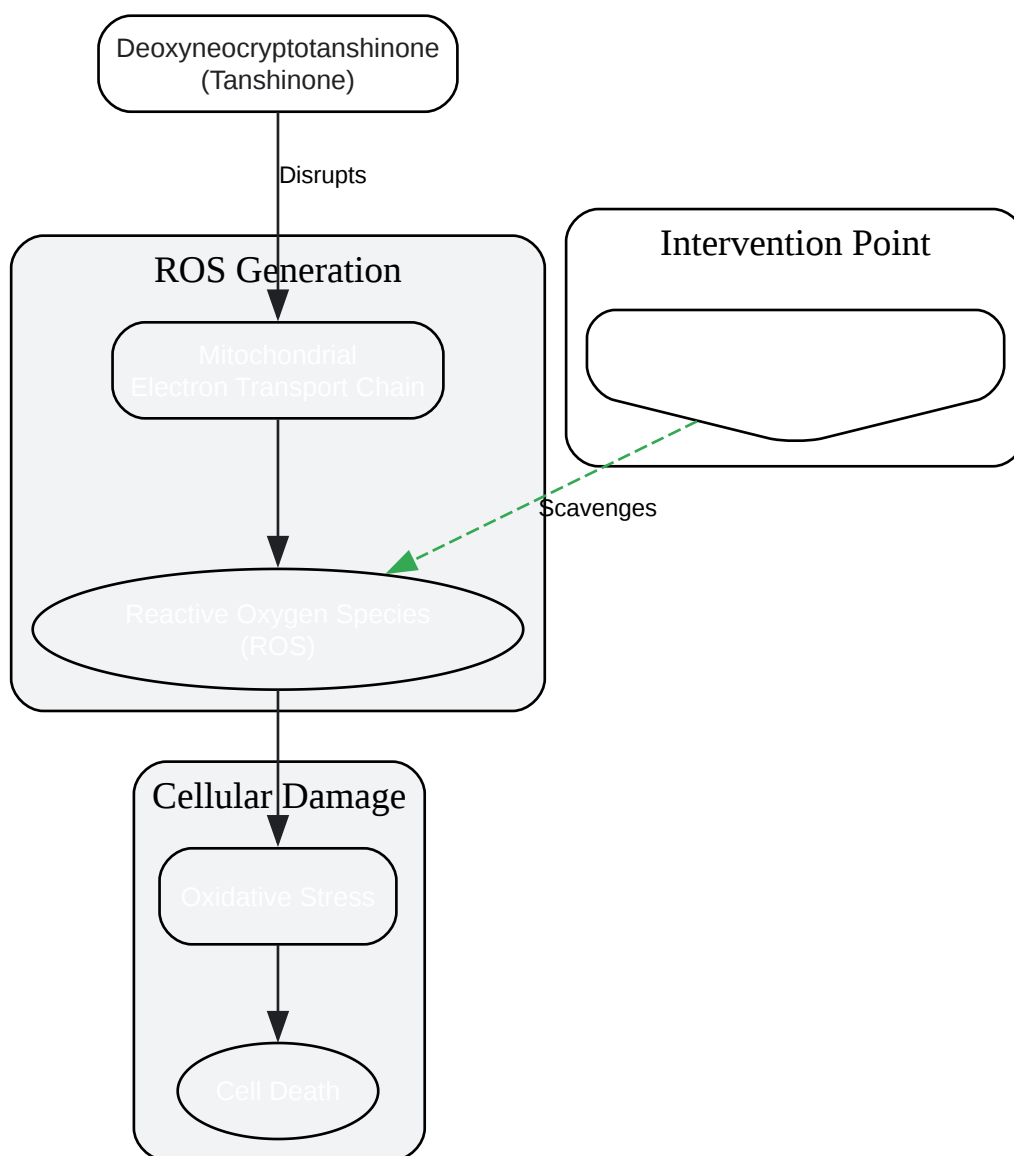 Deoxyneocryptotanshinone
(Tanshinone)
Disrupts
ROS Generation
Mitochondrial
Electron Transport Chain
Intervention Point
Scavenges
Reactive Oxygen Species
(ROS)
Cellular Damage
Oxidative Stress
Cell Death